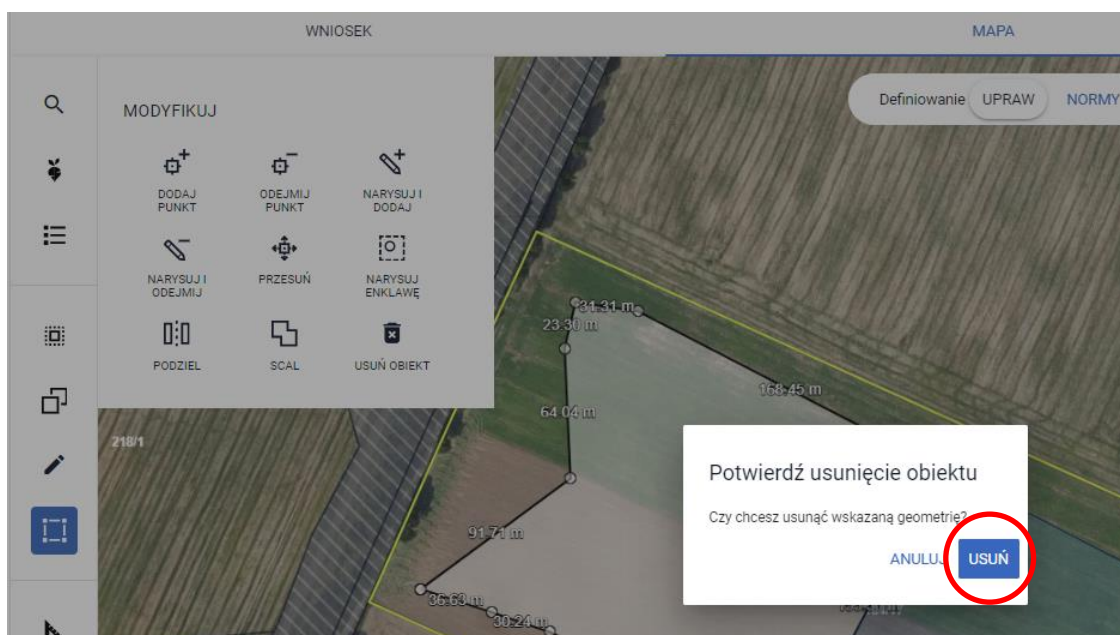 WNIOSEK
MAPA
MODYFIKUJ
Definiowanie UPRAW NORMY
DODAJ
PUNKT
ODEJMIJ
PUNKT
NARYSUJ I
DODAJ
NARYSUJ I
ODEJMIJ
PRZESUŃ
NARYSUJ
ENKLAWĘ
PODZIEL
SCAL
USUŃ OBIEKT
31.31 m
23.30 m
168.45 m
64.04 m
218/1
Potwierdź usunięcie obiektu
Czy chcesz usunąć wskazaną geometrię?
ANULUJ USUŃ
91.71 m
36.63 m
30.24 m